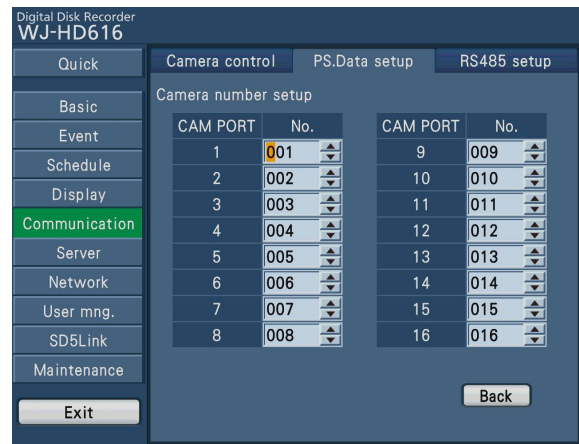 Digital Disk Recorder
WJ-HD616
Quick
Basic
Event
Schedule
Display
Communication
Server
Network
User mng.
SD5Link
Maintenance
Exit
Camera control PS.Data setup RS485 setup
Camera number setup
CAM PORT No. CAM PORT No.
1 001 9 009
2 002 10 010
3 003 11 011
4 004 12 012
5 005 13 013
6 006 14 014
7 007 15 015
8 008 16 016
Back